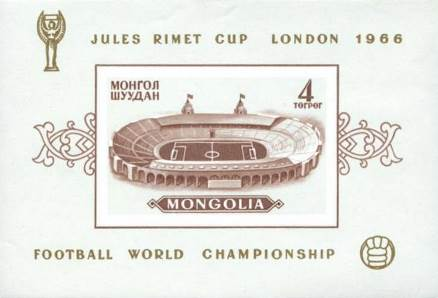 JULES RIMET CUP LONDON 1966
МОНГОЛ
ШУУДАН
4
ТӨГРӨГ
MONGOLIA
FOOTBALL WORLD CHAMPIONSHIP